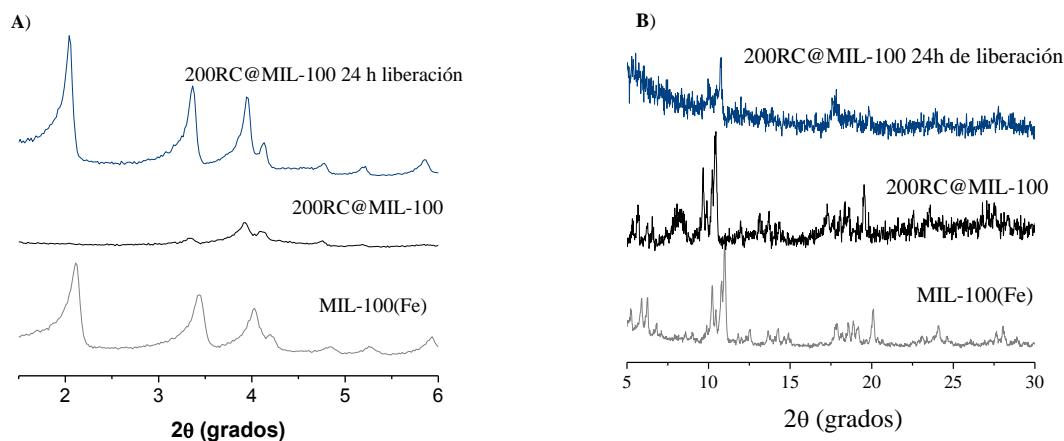 A)
200RC@MIL-100 24 h liberación
200RC@MIL-100
MIL-100(Fe)
2 3 4 5 6
2θ (grados)
B)
200RC@MIL-100 24h de liberación
200RC@MIL-100
MIL-100(Fe)
5 10 15 20 25 30
2θ (grados)